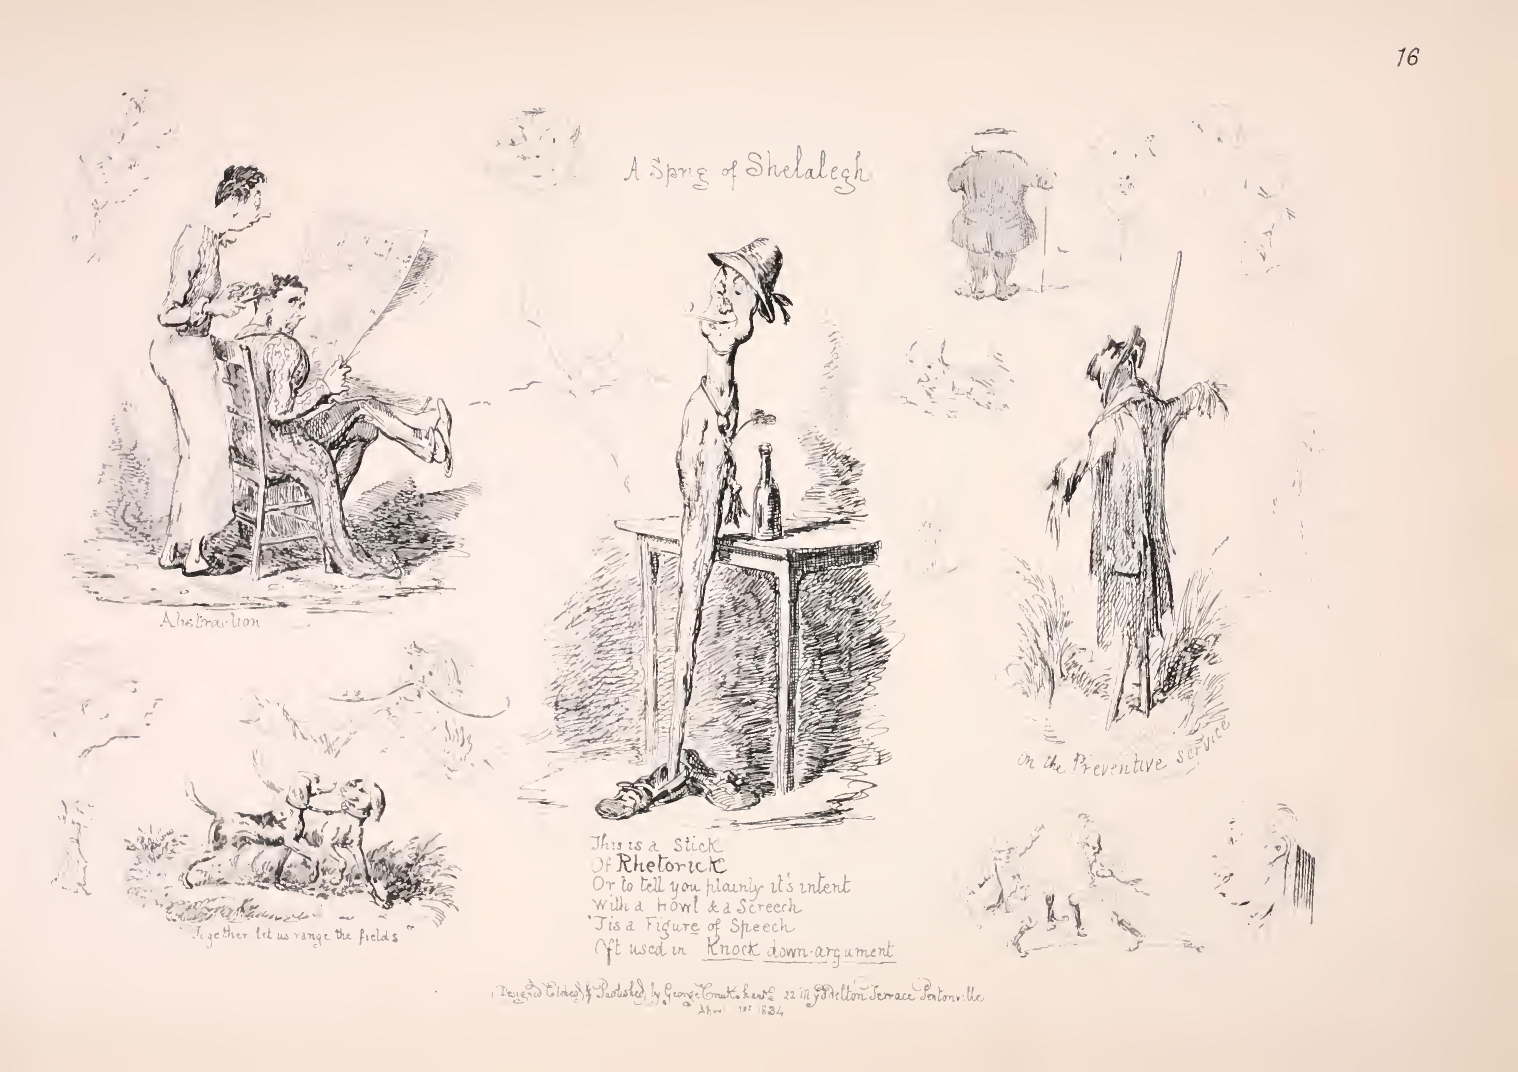 16
A Sprig of Shelalegh
Abstraction
On the Preventive Service
"Together let us range the fields"
This is a Stick
Of Rhetorick
Or to tell you plainly it's intent
With a Howl & a Screech
'Tis a Figure of Speech
Oft used in Knock down-argument
Designed Etched & Published by George Cruikshank 22 Myddelton Terrace Pentonville
1834